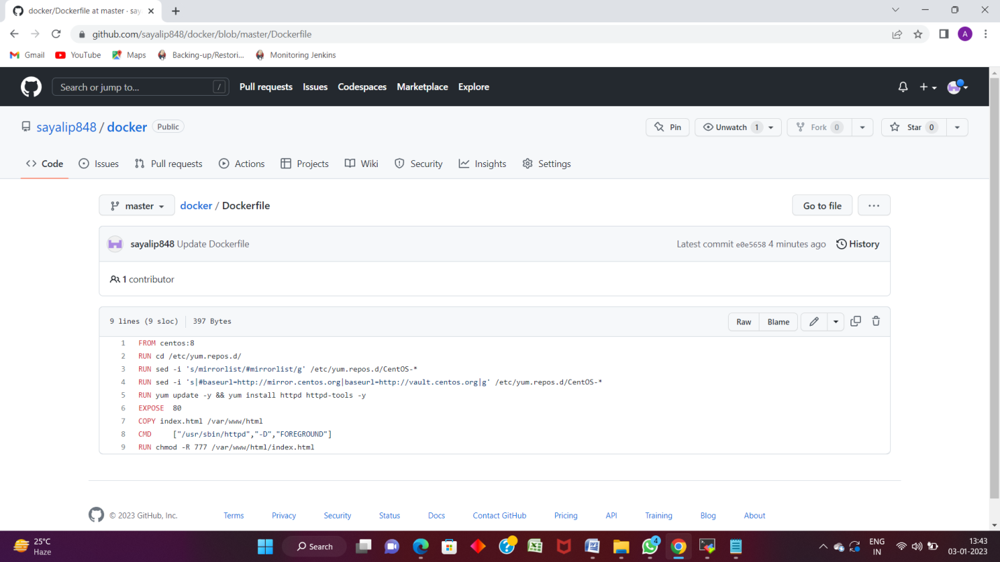 docker/Dockerfile at master · say
github.com/sayalip848/docker/blob/master/Dockerfile
A
Gmail YouTube Maps Backing-up/Restori... Monitoring Jenkins
Search or jump to... / Pull requests Issues Codespaces Marketplace Explore
sayalip848 / docker Public Pin Unwatch 1 Fork 0 Star 0
Code Issues Pull requests Actions Projects Wiki Security Insights Settings
master docker / Dockerfile Go to file ...
sayalip848 Update Dockerfile Latest commit e0e5658 4 minutes ago History
1 contributor
9 lines (9 sloc) 397 Bytes Raw Blame
1 FROM centos:8
2 RUN cd /etc/yum.repos.d/
3 RUN sed -i 's/mirrorlist/#mirrorlist/g' /etc/yum.repos.d/CentOS-*
4 RUN sed -i 's|#baseurl=http://mirror.centos.org|baseurl=http://vault.centos.org|g' /etc/yum.repos.d/CentOS-*
5 RUN yum update -y && yum install httpd httpd-tools -y
6 EXPOSE  80
7 COPY index.html /var/www/html
8 CMD     ["/usr/sbin/httpd","-D","FOREGROUND"]
9 RUN chmod -R 777 /var/www/html/index.html
© 2023 GitHub, Inc. Terms Privacy Security Status Docs Contact GitHub Pricing API Training Blog About
25°C
Haze
Search
4
ENG
IN
13:43
03-01-2023